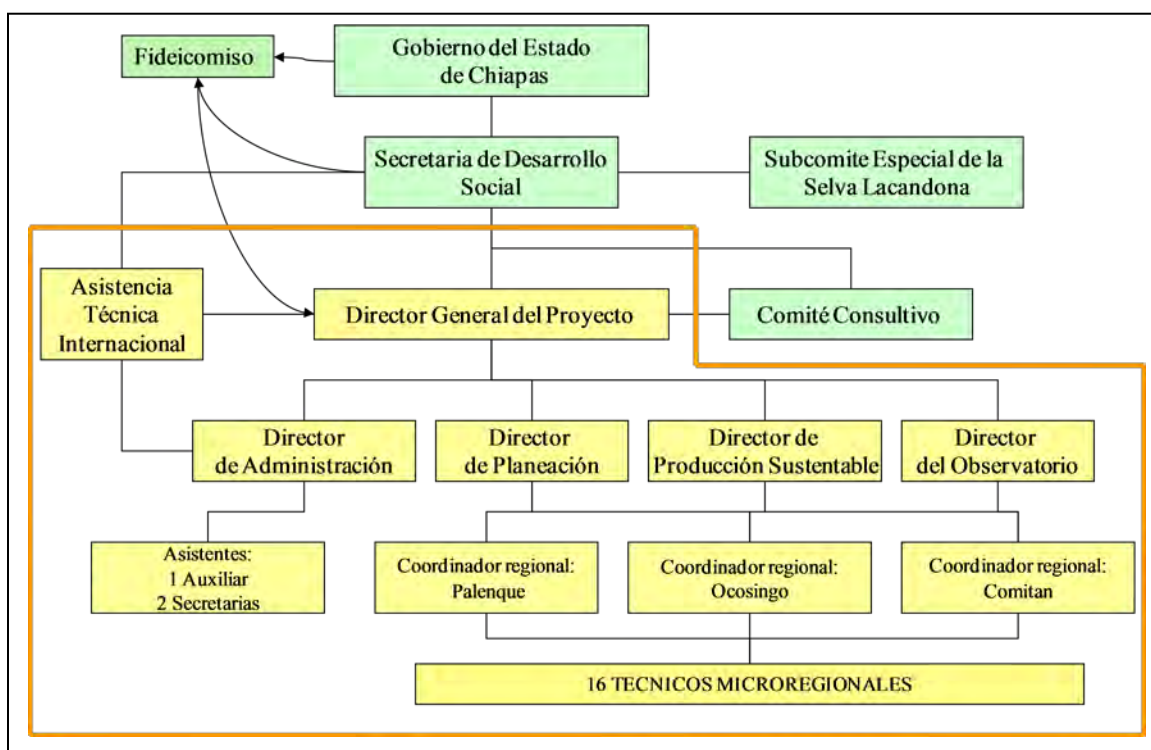 Fideicomiso
Gobierno del Estado
de Chiapas
Secretaria de Desarrollo
Social
Subcomite Especial de la
Selva Lacandona
Asistencia
Técnica
Internacional
Director General del Proyecto
Comité Consultivo
Director
de Administración
Director
de Planeación
Director de
Producción Sustentable
Director
del Observatorio
Asistentes:
1 Auxiliar
2 Secretarias
Coordinador regional:
Palenque
Coordinador regional:
Ocosingo
Coordinador regional:
Comitan
16 TECNICOS MICROREGIONALES